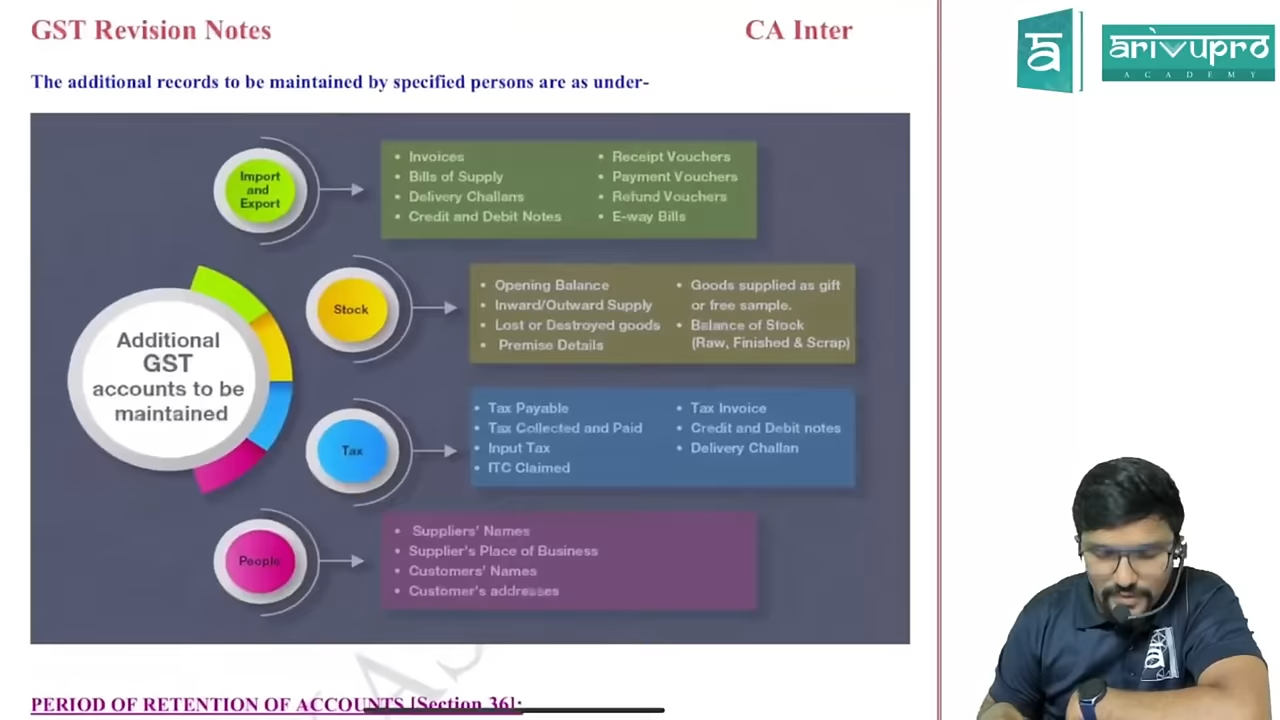 GST Revision Notes
CA Inter
arivupro
ACADEMY
The additional records to be maintained by specified persons are as under-
Import
and
Export
• Invoices
• Bills of Supply
• Delivery Challans
• Credit and Debit Notes
• Receipt Vouchers
• Payment Vouchers
• Refund Vouchers
• E-way Bills
Additional
GST
accounts to be
maintained
Stock
• Opening Balance
• Inward/Outward Supply
• Lost or Destroyed goods
• Premise Details
• Goods supplied as gift
or free sample.
• Balance of Stock
(Raw, Finished & Scrap)
Tax
• Tax Payable
• Tax Collected and Paid
• Input Tax
• ITC Claimed
• Tax Invoice
• Credit and Debit notes
• Delivery Challan
People
• Suppliers' Names
• Supplier's Place of Business
• Customers' Names
• Customer's addresses
PERIOD OF RETENTION OF ACCOUNTS [Section 36]: